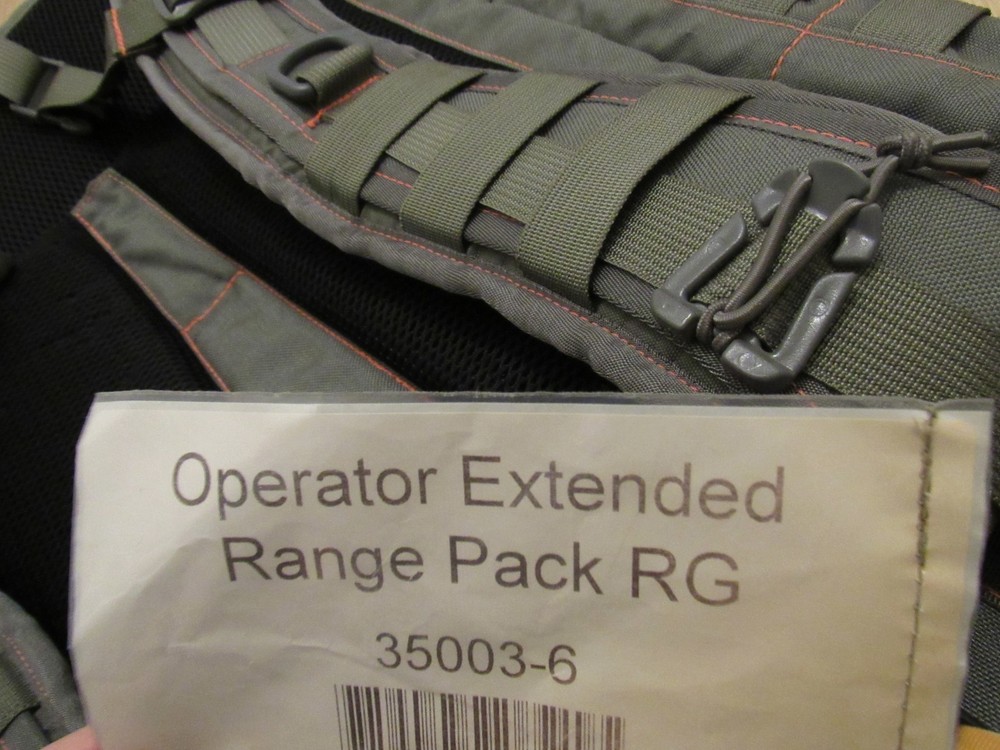 Operator Extended
Range Pack RG
35003-6